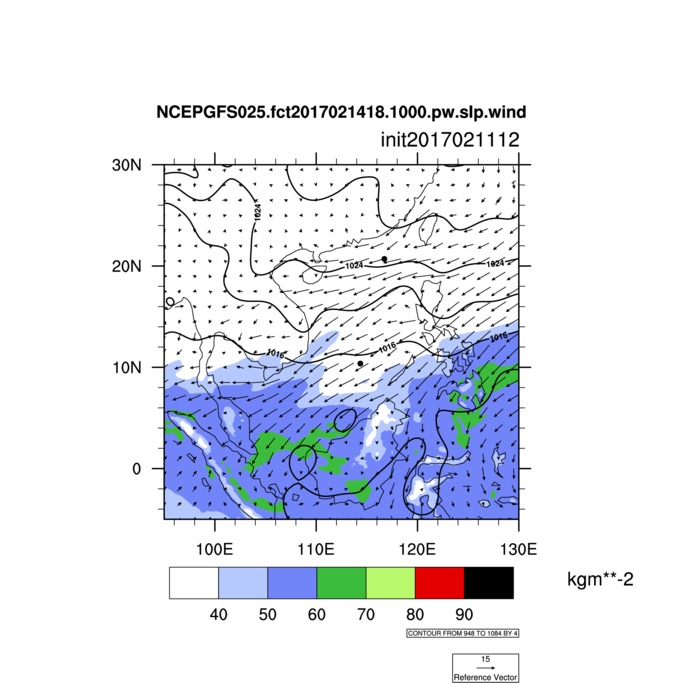 NCEPGFS025.fct2017021418.1000.pw.slp.wind
init2017021112
30N
1024
20N
1024
1024
1016
1016
1016
10N
0
100E
110E
120E
130E
kgm**-2
40
50
60
70
80
90
CONTOUR FROM 948 TO 1084 BY 4
15
Reference Vector